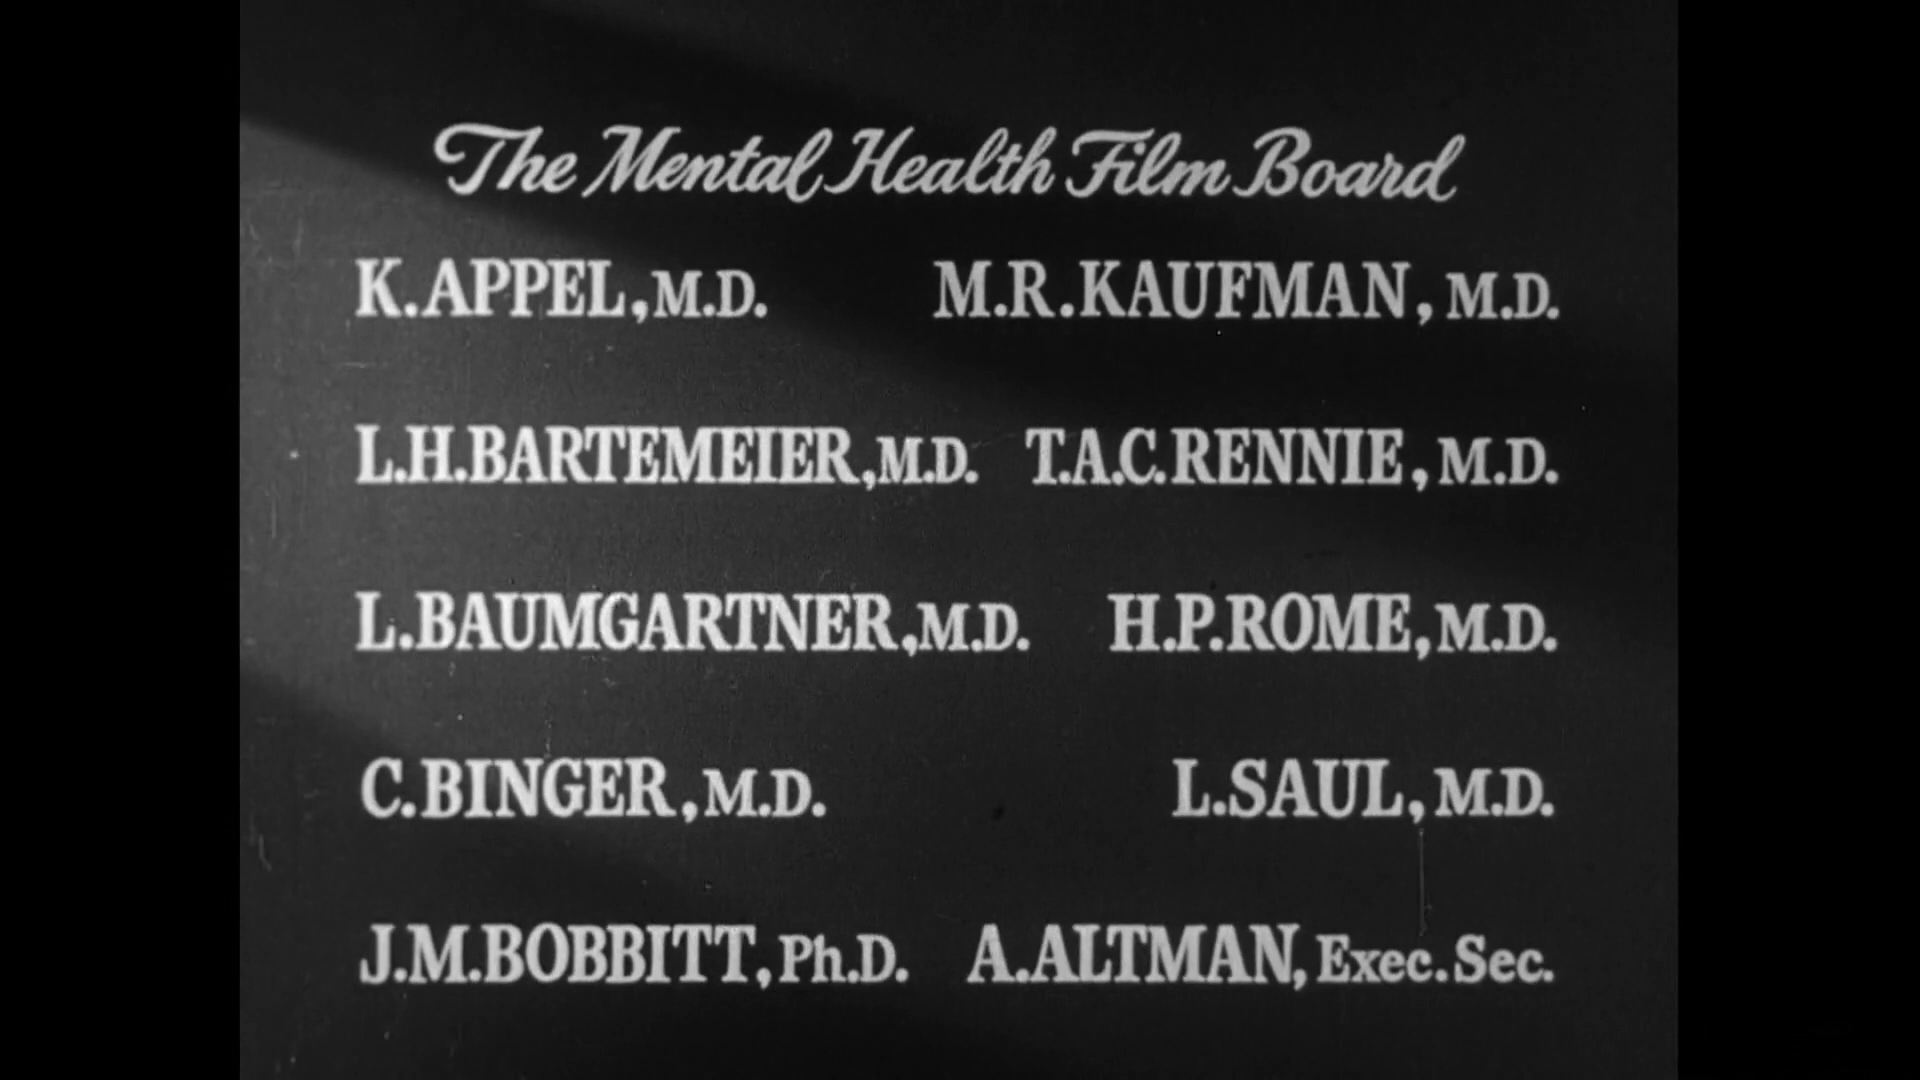 The Mental Health Film Board
K. APPEL, M.D. M.R. KAUFMAN, M.D.
L.H. BARTEMEIER, M.D. T.A.C. RENNIE, M.D.
L. BAUMGARTNER, M.D. H.P. ROME, M.D.
C. BINGER, M.D. L. SAUL, M.D.
J.M. BOBBITT, Ph.D. A. ALTMAN, Exec. Sec.